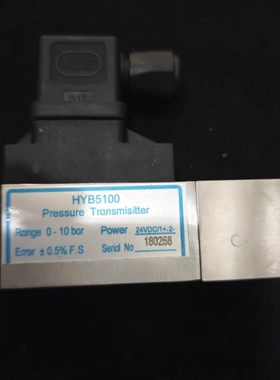 HYB5100
Pressure Transmisitter
Range 0 - 10 bar Power 24VDC/1+,2-
Error ± 0.5% F.S Serial No 180258